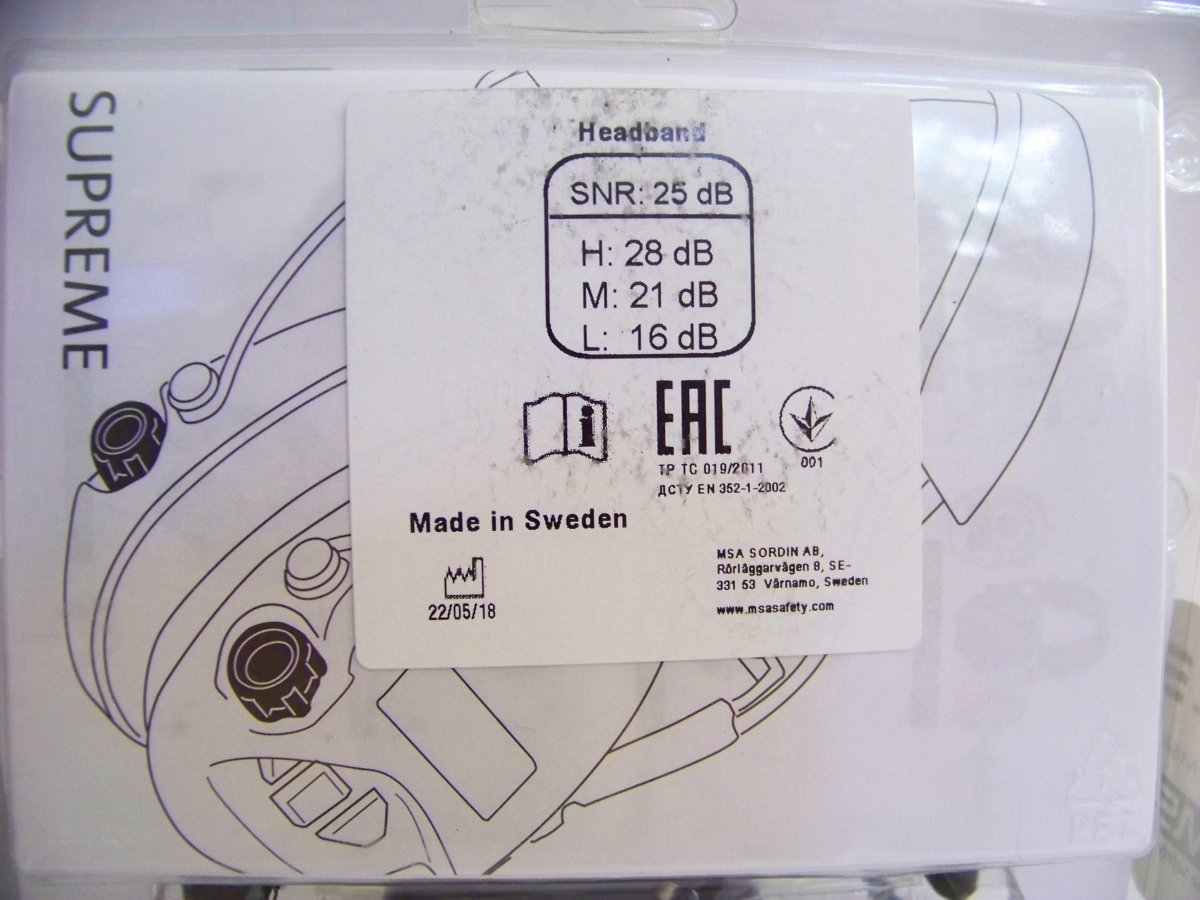 SUPREME
Headband
SNR: 25 dB
H: 28 dB
M: 21 dB
L: 16 dB
i
EAC
ТР ТС 019/2011
ДСТУ EN 352-1-2002
001
Made in Sweden
22/05/18
MSA SORDIN AB,
Rörläggarvägen 8, SE-
331 53 Värnamo, Sweden
www.msasafety.com
PET